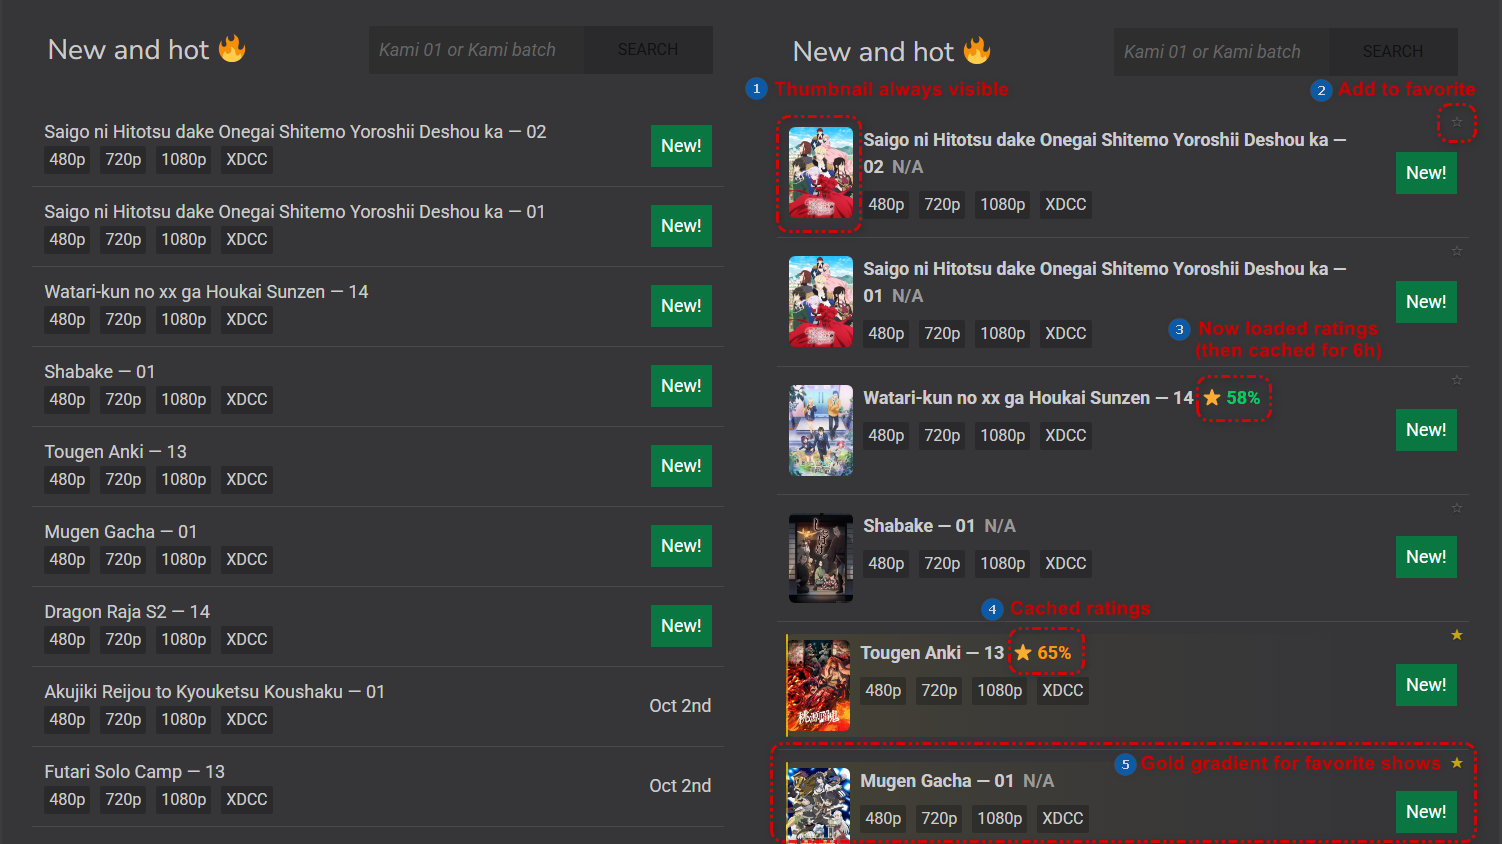 New and hot 🔥
Kami 01 or Kami batch
SEARCH
Saigo ni Hitotsu dake Onegai Shitemo Yoroshii Deshou ka — 02
480p 720p 1080p XDCC
New!
Saigo ni Hitotsu dake Onegai Shitemo Yoroshii Deshou ka — 01
480p 720p 1080p XDCC
New!
Watari-kun no xx ga Houkai Sunzen — 14
480p 720p 1080p XDCC
New!
Shabake — 01
480p 720p 1080p XDCC
New!
Tougen Anki — 13
480p 720p 1080p XDCC
New!
Mugen Gacha — 01
480p 720p 1080p XDCC
New!
Dragon Raja S2 — 14
480p 720p 1080p XDCC
New!
Akujiki Reijou to Kyouketsu Koushaku — 01
480p 720p 1080p XDCC
Oct 2nd
Futari Solo Camp — 13
480p 720p 1080p XDCC
Oct 2nd
New and hot 🔥
Kami 01 or Kami batch
SEARCH
1 Thumbnail always visible
2 Add to favorite
☆
Saigo ni Hitotsu dake Onegai Shitemo Yoroshii Deshou ka —
02 N/A
480p 720p 1080p XDCC
New!
☆
Saigo ni Hitotsu dake Onegai Shitemo Yoroshii Deshou ka —
01 N/A
480p 720p 1080p XDCC
New!
3 Now loaded ratings
(then cached for 6h)
☆
Watari-kun no xx ga Houkai Sunzen — 14 ⭐ 58%
480p 720p 1080p XDCC
New!
☆
Shabake — 01 N/A
480p 720p 1080p XDCC
New!
4 Cached ratings
★
Tougen Anki — 13 ⭐ 65%
480p 720p 1080p XDCC
New!
5 Gold gradient for favorite shows ★
Mugen Gacha — 01 N/A
480p 720p 1080p XDCC
New!